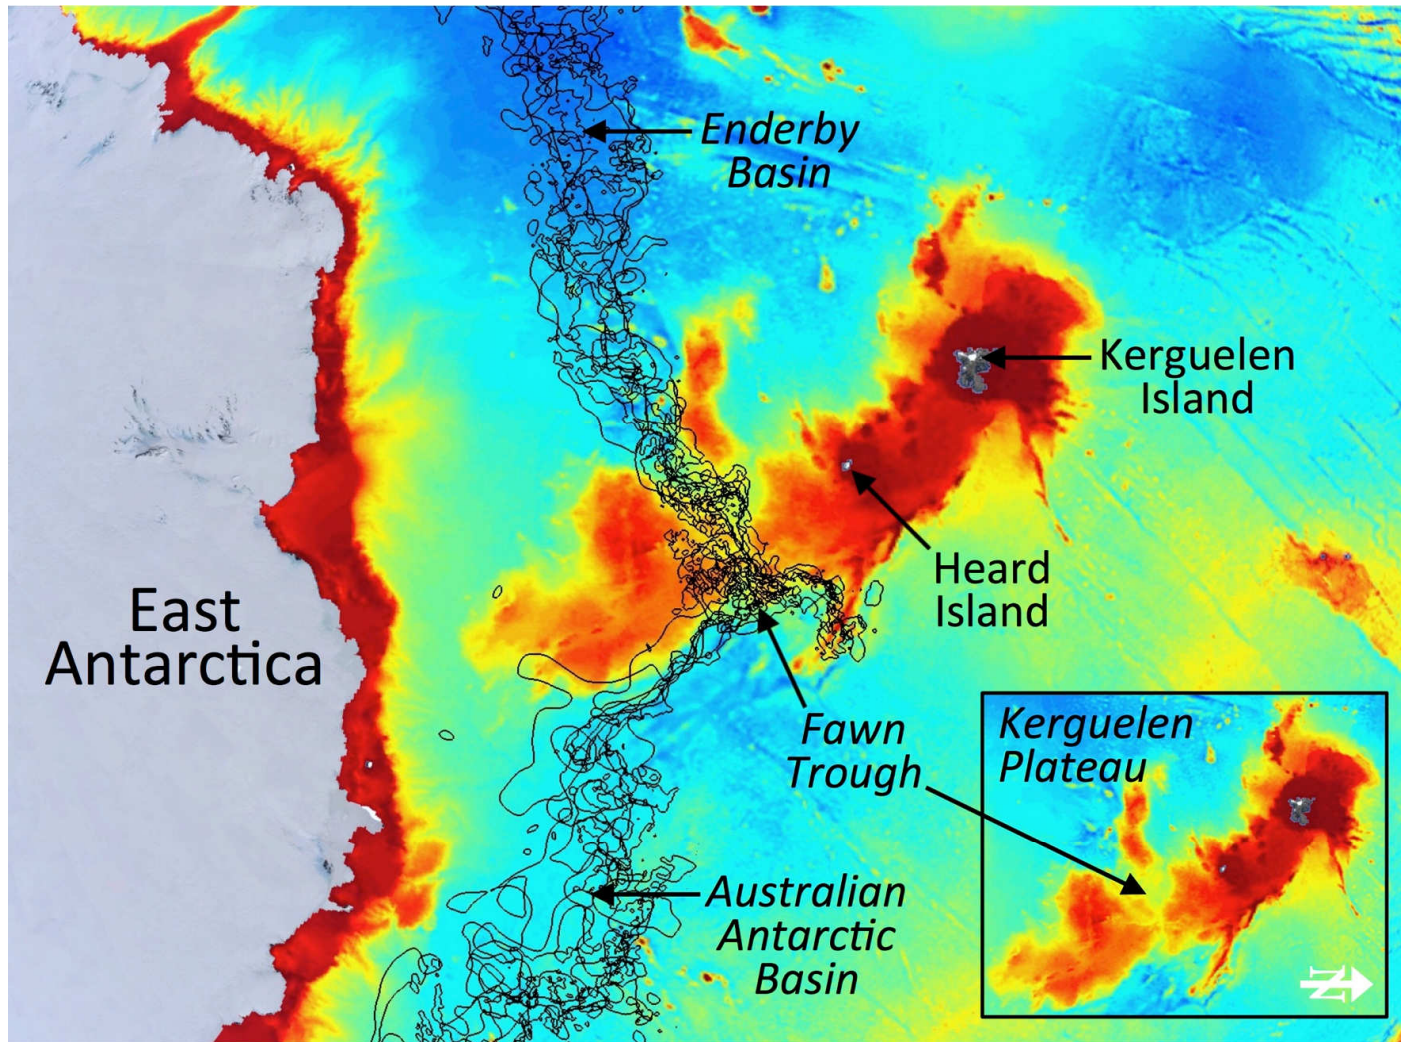 Enderby
Basin
Kerguelen
Island
Heard
Island
East
Antarctica
Fawn
Trough
Kerguelen
Plateau
Australian
Antarctic
Basin
N